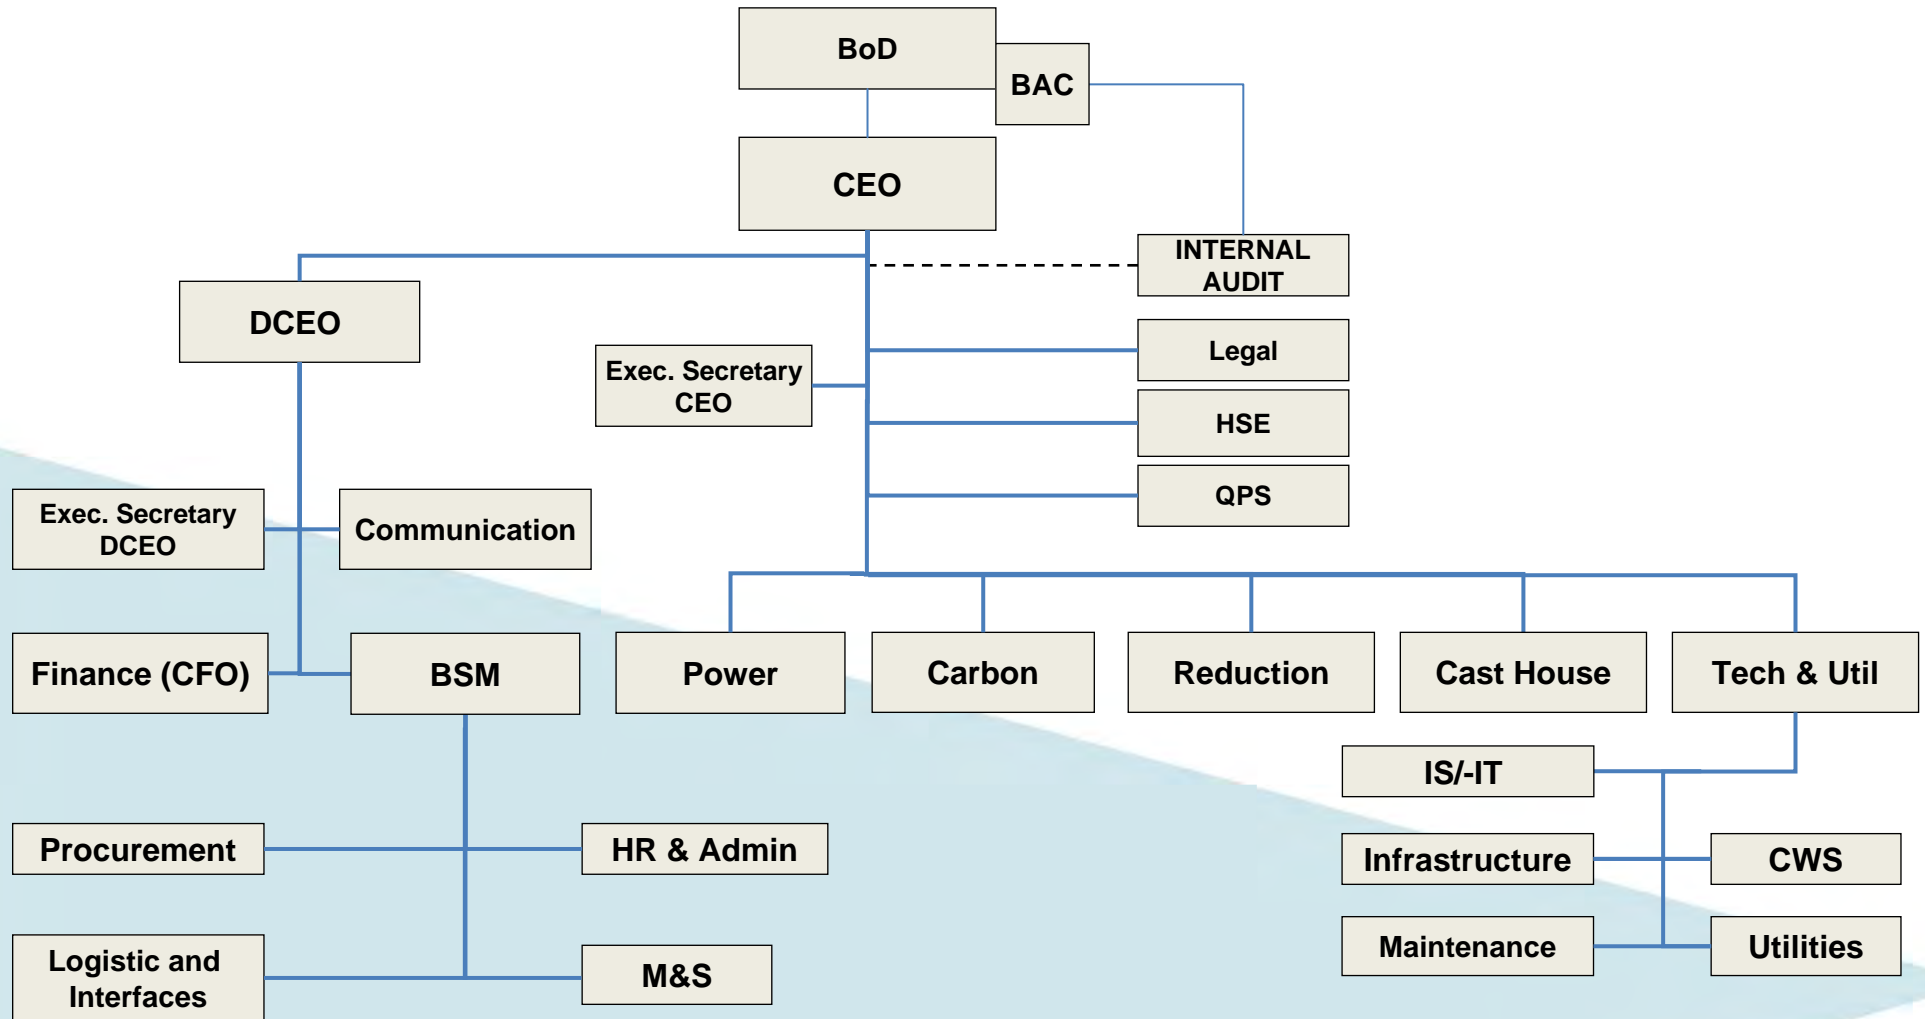 BoD
BAC
CEO
INTERNAL
AUDIT
DCEO
Legal
Exec. Secretary
CEO
HSE
QPS
Exec. Secretary
DCEO
Communication
Finance (CFO)
BSM
Power
Carbon
Reduction
Cast House
Tech & Util
IS/-IT
Procurement
HR & Admin
Infrastructure
CWS
Maintenance
Utilities
Logistic and
Interfaces
M&S